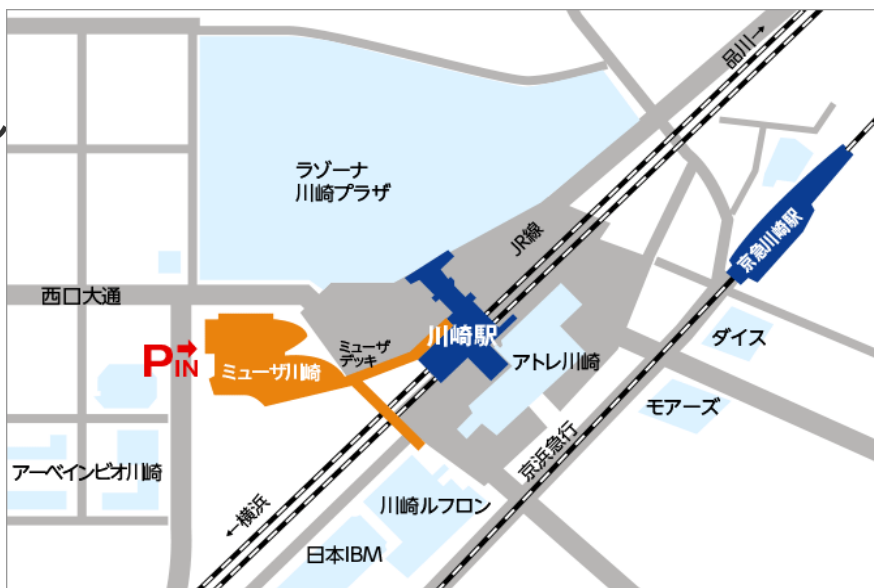 品川→
ラゾーナ
川崎プラザ
JR線
京急川崎駅
西口大通
川崎駅
ミューザ
デッキ
ダイス
P→
IN
ミューザ川崎
アトレ川崎
モアーズ
京浜急行
アーベインビオ川崎
←横浜
川崎ルフロン
日本IBM